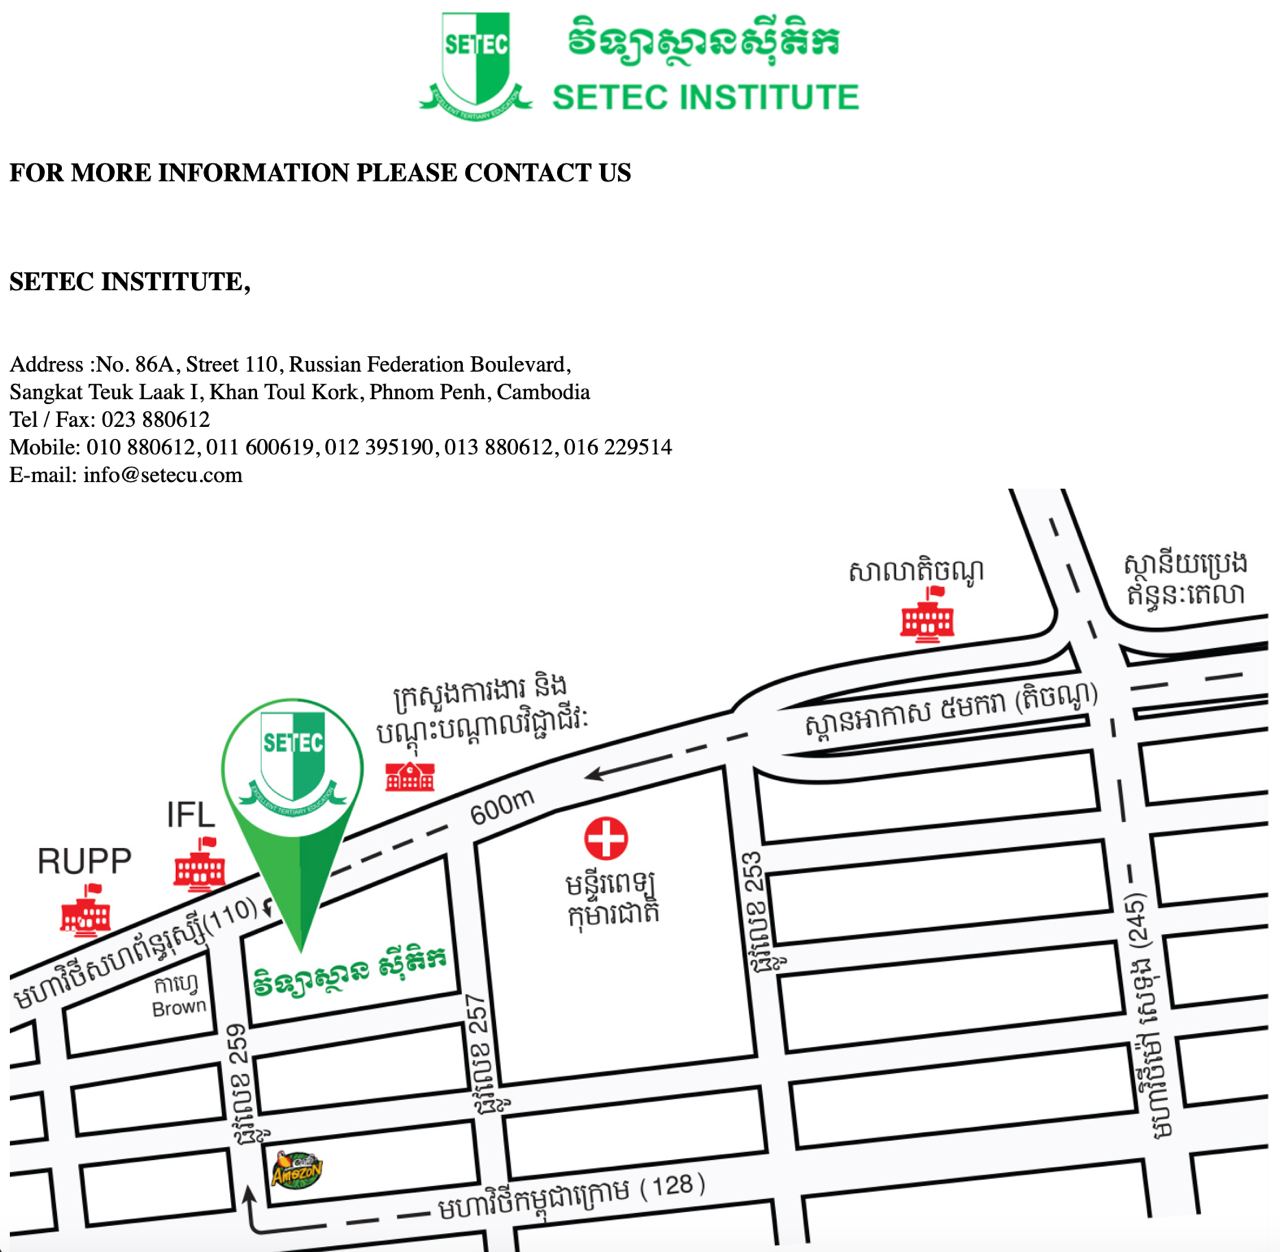 SETEC
EXCELLENT TERTIARY EDUCATION
វិទ្យាស្ថានស៊ីតិក
SETEC INSTITUTE
FOR MORE INFORMATION PLEASE CONTACT US
SETEC INSTITUTE,
Address :No. 86A, Street 110, Russian Federation Boulevard,
Sangkat Teuk Laak I, Khan Toul Kork, Phnom Penh, Cambodia
Tel / Fax: 023 880612
Mobile: 010 880612, 011 600619, 012 395190, 013 880612, 016 229514
E-mail: info@setecu.com
សាលាតិចណូ
ស្ថានីយប្រេង
ឥន្ធនៈតេលា
ក្រសួងការងារ និង
បណ្តុះបណ្តាលវិជ្ជាជីវៈ
ស្ពានអាកាស ៥មករា (តិចណូ)
SETEC
EXCELLENT TERTIARY EDUCATION
600m
IFL
RUPP
មន្ទីរពេទ្យ
កុមារជាតិ
មហាវិថីសហព័ន្ធរុស្ស៊ី(110)
វិទ្យាស្ថាន ស៊ីតិក
កាហ្វេ
Brown
ផ្លូវលេខ 259
ផ្លូវលេខ 257
ផ្លូវលេខ 253
មហាវិថីម៉ៅ សេទុង (245)
Café
Amazon
មហាវិថីកម្ពុជាក្រោម (128)